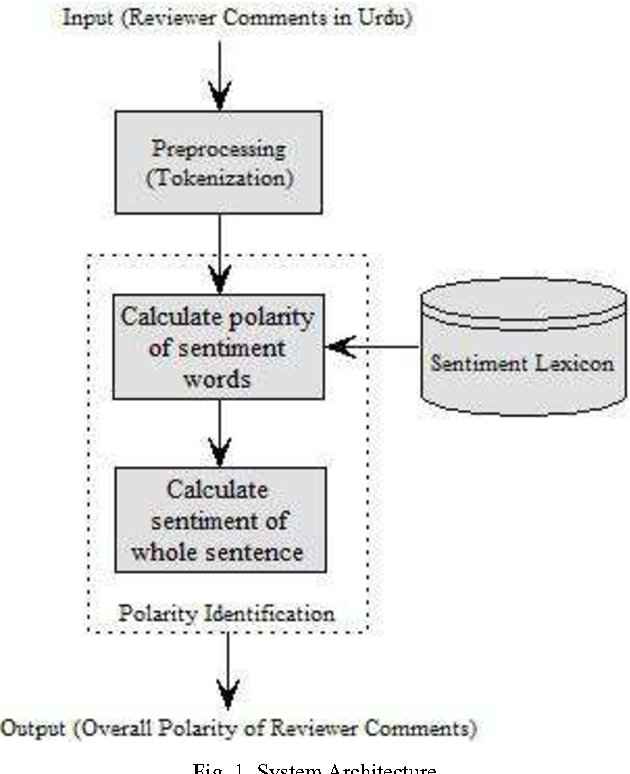 Input (Reviewer Comments in Urdu)
Preprocessing
(Tokenization)
Calculate polarity
of sentiment
words
Sentiment Lexicon
Calculate
sentiment of
whole sentence
Polarity Identification
Output (Overall Polarity of Reviewer Comments)
Fig. 1. System Architecture